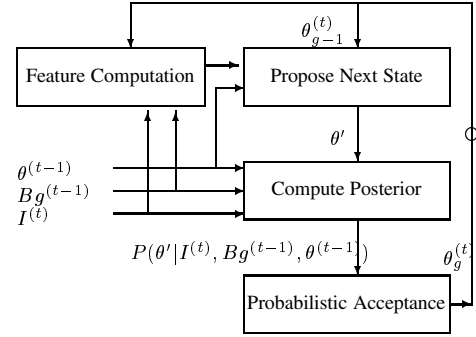 θ_{g-1}^{(t)}
Feature Computation
Propose Next State
θ′
θ^{(t-1)}
Bg^{(t-1)}
I^{(t)}
Compute Posterior
P(θ′|I^{(t)}, Bg^{(t-1)}, θ^{(t-1)})
θ_g^{(t)}
Probabilistic Acceptance